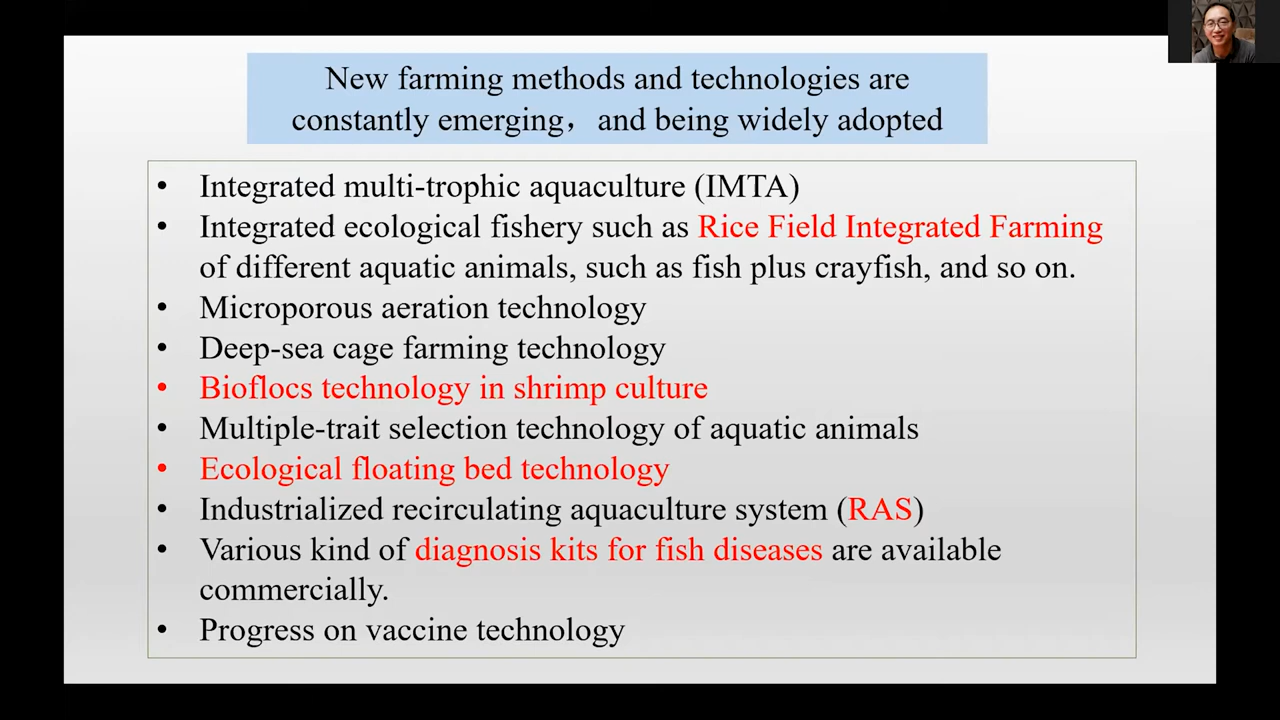 New farming methods and technologies are
constantly emerging，and being widely adopted
• Integrated multi-trophic aquaculture (IMTA)
• Integrated ecological fishery such as Rice Field Integrated Farming
of different aquatic animals, such as fish plus crayfish, and so on.
• Microporous aeration technology
• Deep-sea cage farming technology
• Bioflocs technology in shrimp culture
• Multiple-trait selection technology of aquatic animals
• Ecological floating bed technology
• Industrialized recirculating aquaculture system (RAS)
• Various kind of diagnosis kits for fish diseases are available
commercially.
• Progress on vaccine technology